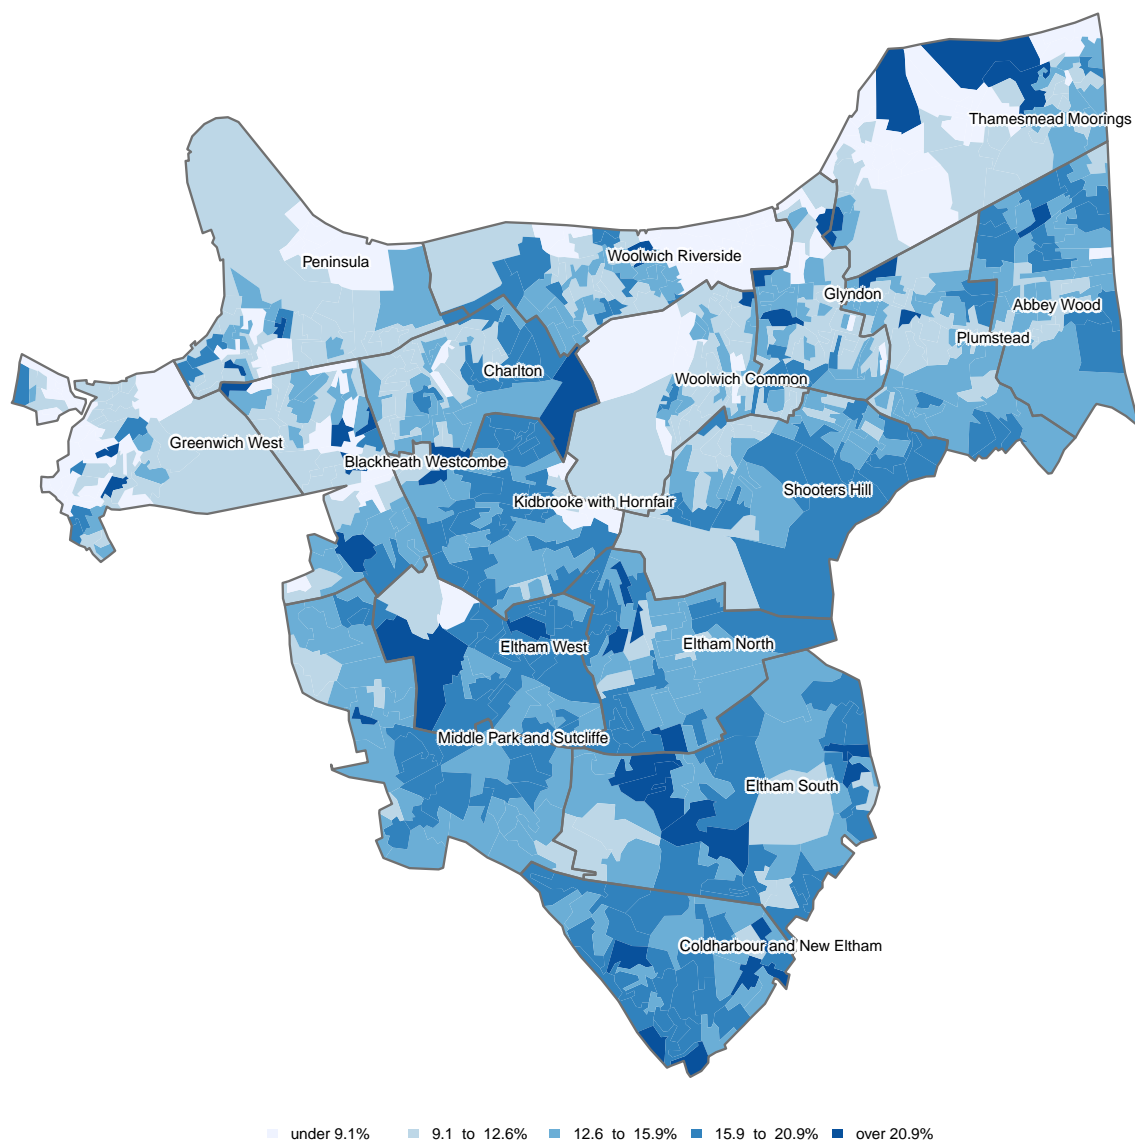 Thamesmead Moorings
Peninsula
Woolwich Riverside
Glyndon
Abbey Wood
Plumstead
Charlton
Woolwich Common
Greenwich West
Blackheath Westcombe
Shooters Hill
Kidbrooke with Hornfair
Eltham West
Eltham North
Middle Park and Sutcliffe
Eltham South
Coldharbour and New Eltham
under 9.1% 9.1 to 12.6% 12.6 to 15.9% 15.9 to 20.9% over 20.9%